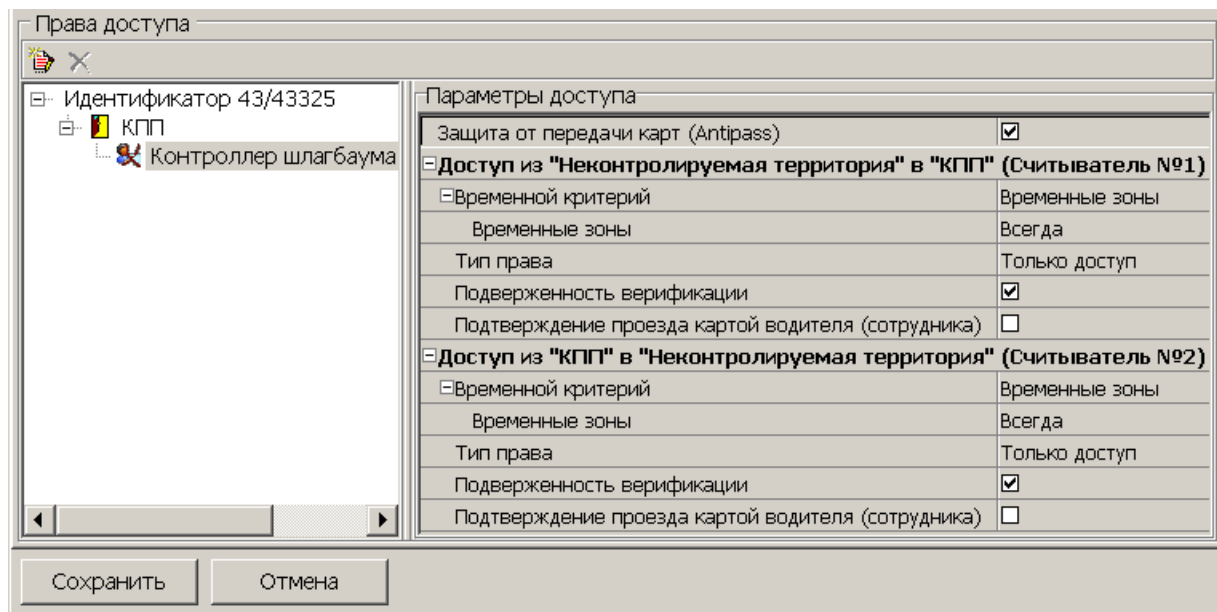 Права доступа
Идентификатор 43/43325
КПП
Контроллер шлагбаума
Параметры доступа
Защита от передачи карт (Antipass)
Доступ из "Неконтролируемая территория" в "КПП" (Считыватель №1)
Временной критерий Временные зоны
Временные зоны Всегда
Тип права Только доступ
Подверженность верификации
Подтверждение проезда картой водителя (сотрудника)
Доступ из "КПП" в "Неконтролируемая территория" (Считыватель №2)
Временной критерий Временные зоны
Временные зоны Всегда
Тип права Только доступ
Подверженность верификации
Подтверждение проезда картой водителя (сотрудника)
Сохранить Отмена